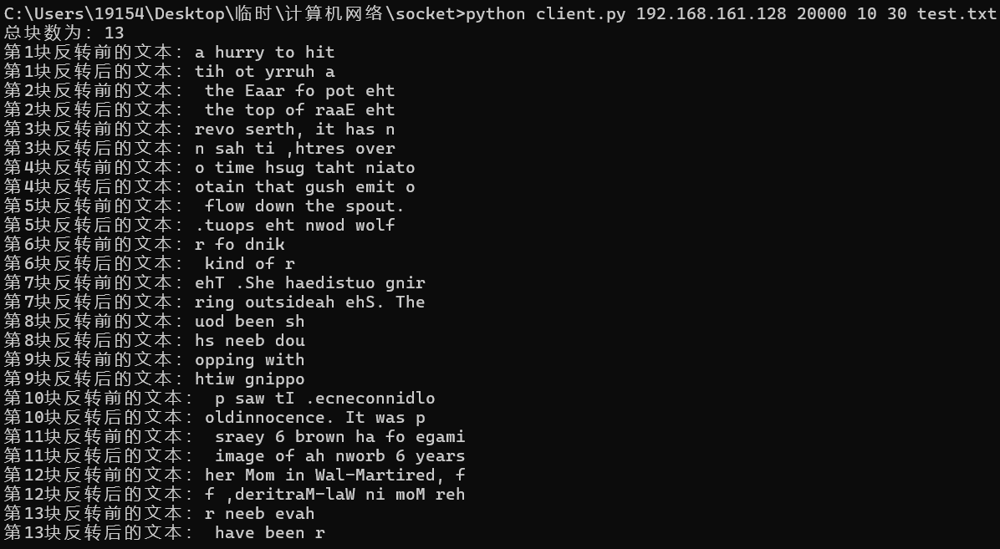 C:\Users\19154\Desktop\临时\计算机网络\socket>python client.py 192.168.161.128 20000 10 30 test.txt
总块数为: 13
第1块反转前的文本: a hurry to hit
第1块反转后的文本: tih ot yrruh a
第2块反转前的文本:  the Eaar fo pot eht
第2块反转后的文本:  the top of raaE eht
第3块反转前的文本: revo serth, it has n
第3块反转后的文本: n sah ti ,htres over
第4块反转前的文本: o time hsug taht niato
第4块反转后的文本: otain that gush emit o
第5块反转前的文本:  flow down the spout.
第5块反转后的文本: .tuops eht nwod wolf
第6块反转前的文本: r fo dnik
第6块反转后的文本:  kind of r
第7块反转前的文本: ehT .She haedistuo gnir
第7块反转后的文本: ring outsideah ehS. The
第8块反转前的文本: uod been sh
第8块反转后的文本: hs neeb dou
第9块反转前的文本: opping with
第9块反转后的文本: htiw gnippo
第10块反转前的文本:  p saw tI .ecneconnidlo
第10块反转后的文本: oldinnocence. It was p
第11块反转前的文本:  sraey 6 brown ha fo egami
第11块反转后的文本:  image of ah nworb 6 years
第12块反转前的文本: her Mom in Wal-Martired, f
第12块反转后的文本: f ,deritraM-laW ni moM reh
第13块反转前的文本: r neeb evah
第13块反转后的文本:  have been r